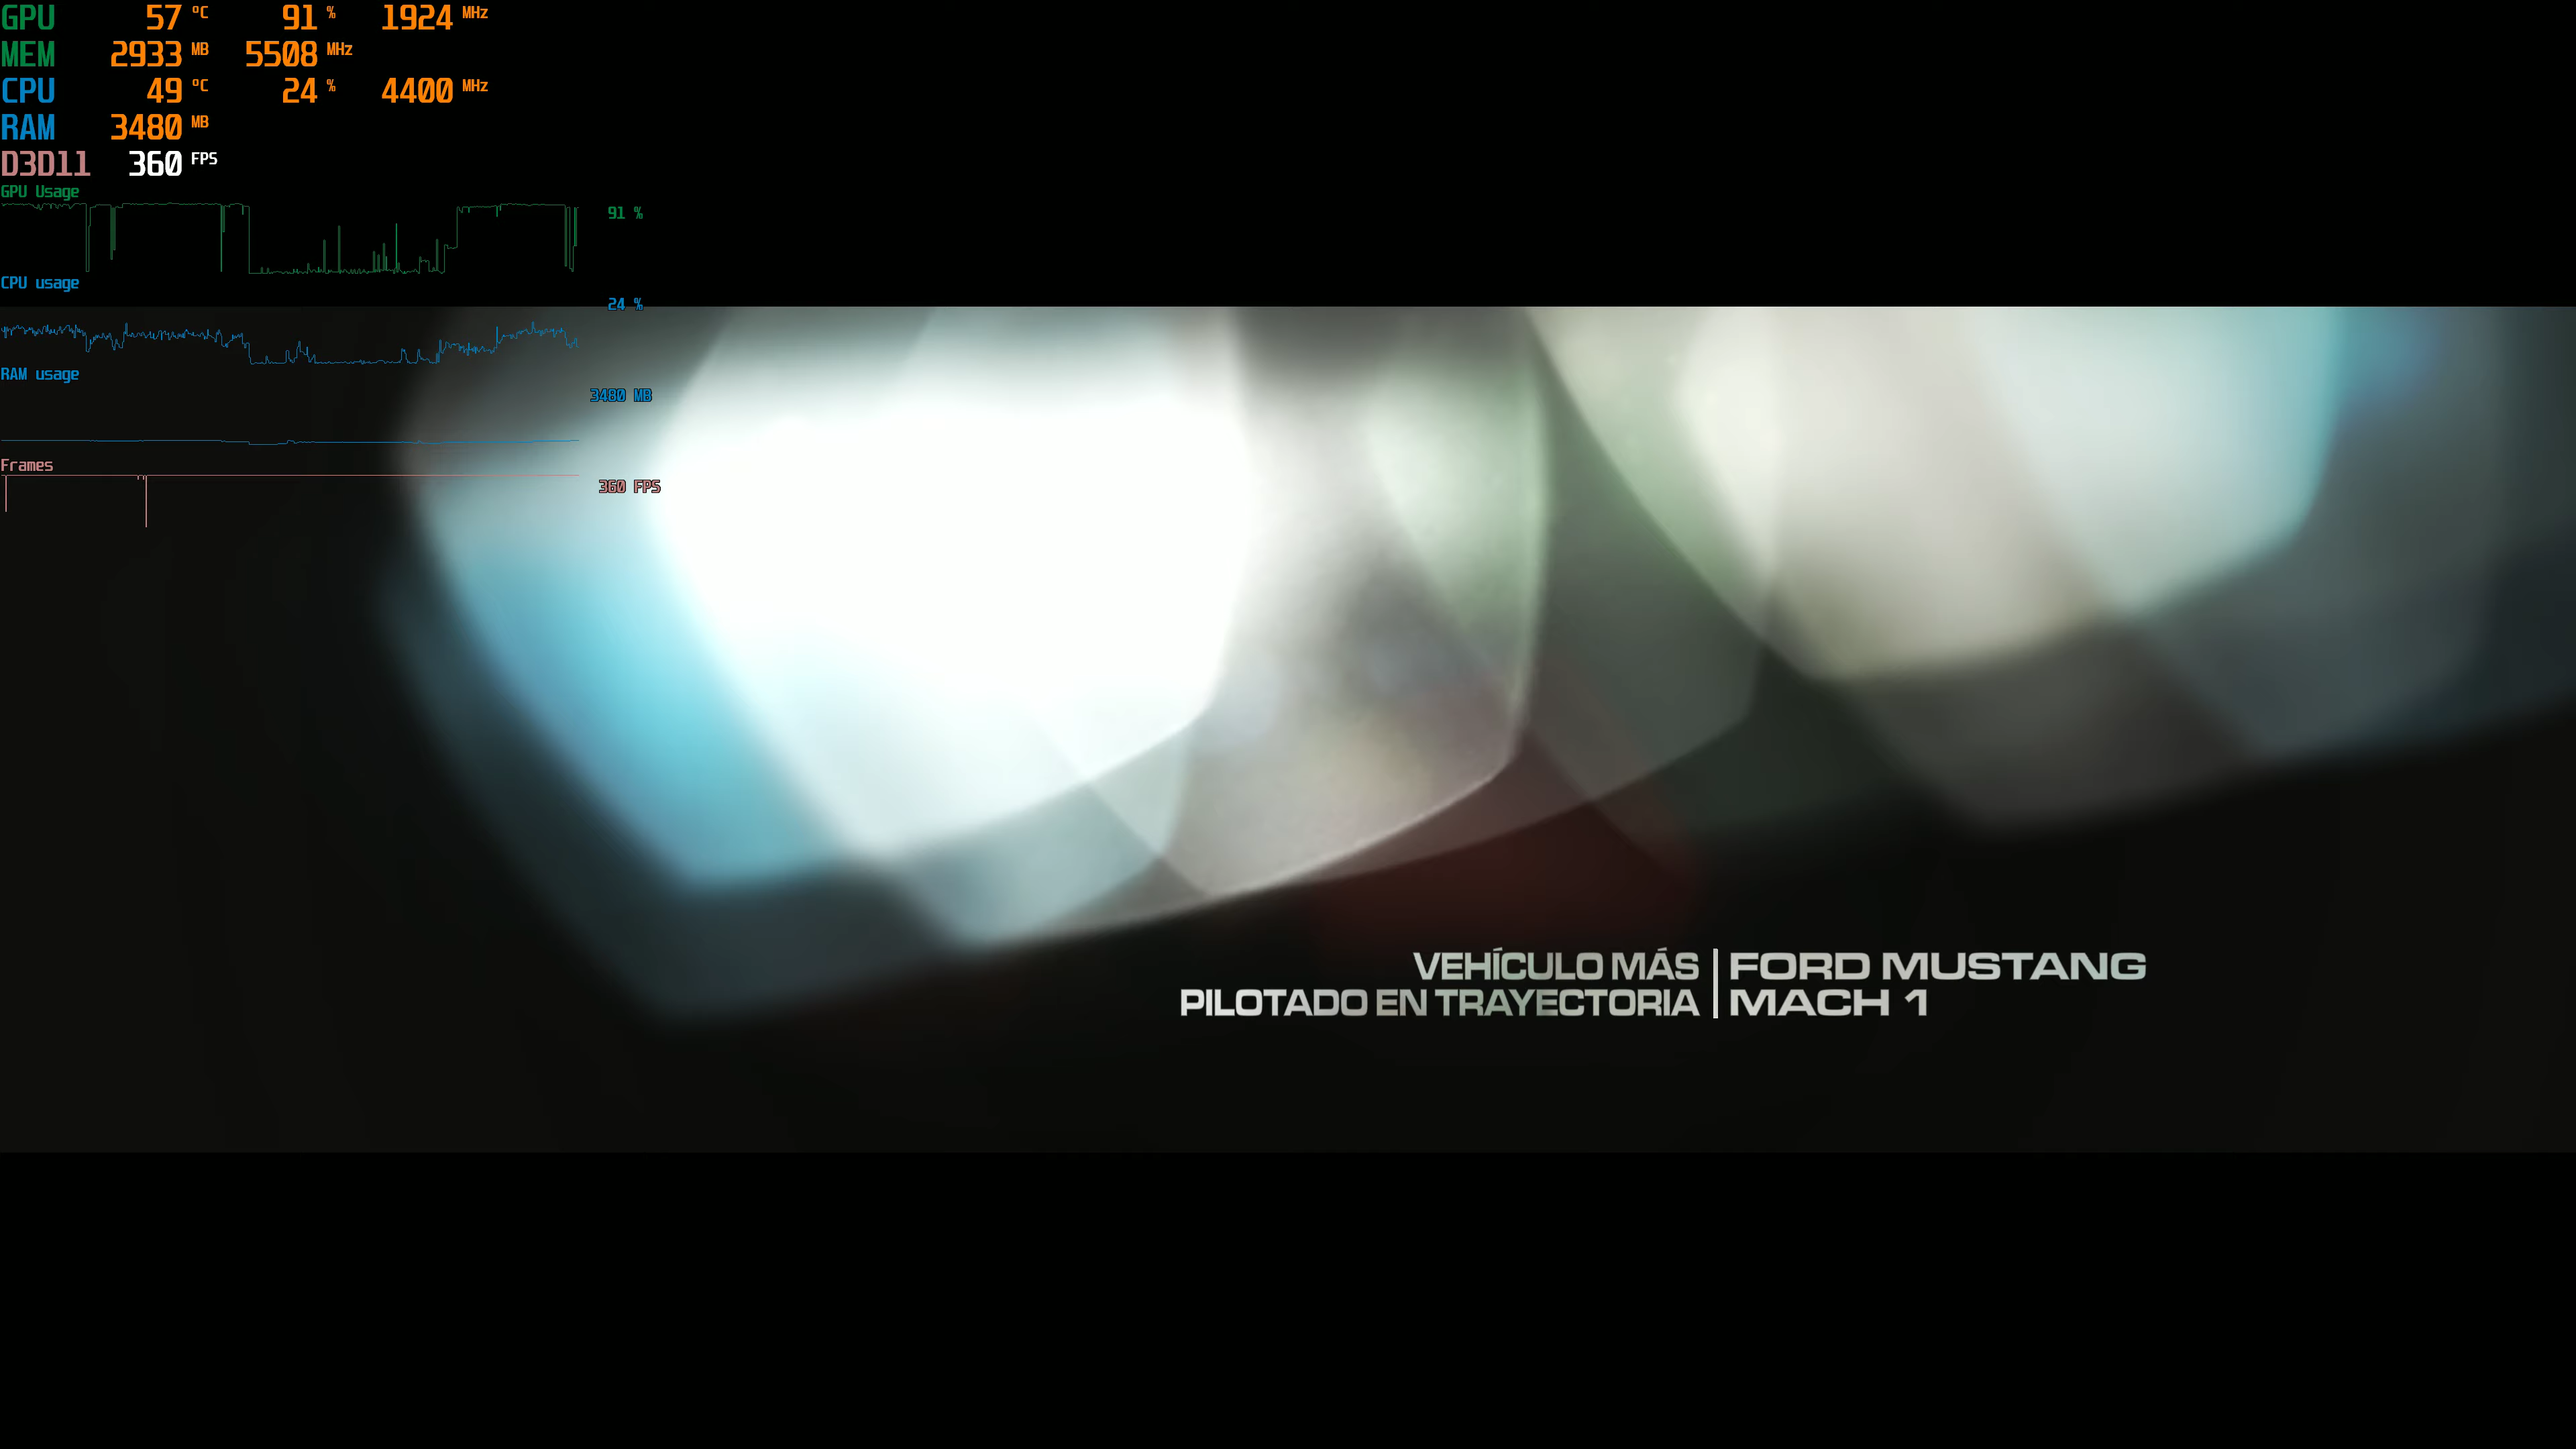 GPU 57 °C 91 % 1924 MHz
MEM 2933 MB 5508 MHz
CPU 49 °C 24 % 4400 MHz
RAM 3480 MB
D3D11 360 FPS
GPU Usage
91 %
CPU usage
24 %
RAM usage
3480 MB
Frames
360 FPS
VEHÍCULO MÁS
PILOTADO EN TRAYECTORIA
FORD MUSTANG
MACH 1